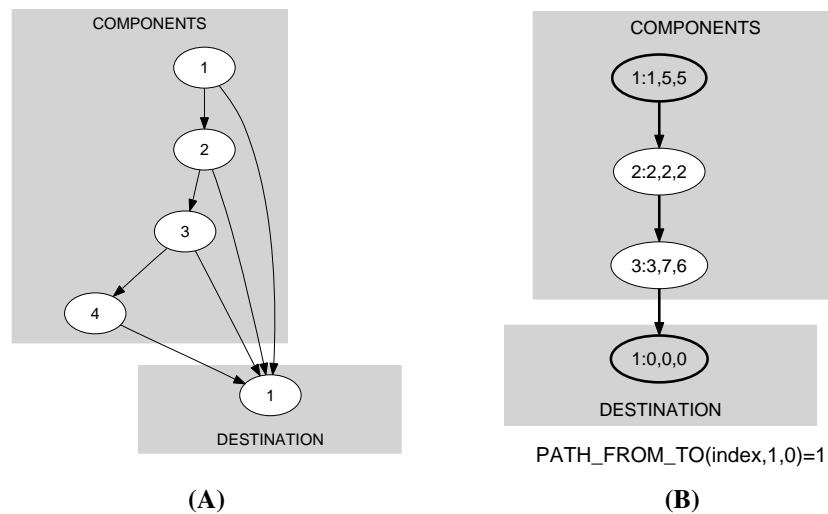 COMPONENTS
1
2
3
4
1
DESTINATION
(A)
COMPONENTS
1:1,5,5
2:2,2,2
3:3,7,6
1:0,0,0
DESTINATION
PATH_FROM_TO(index,1,0)=1
(B)